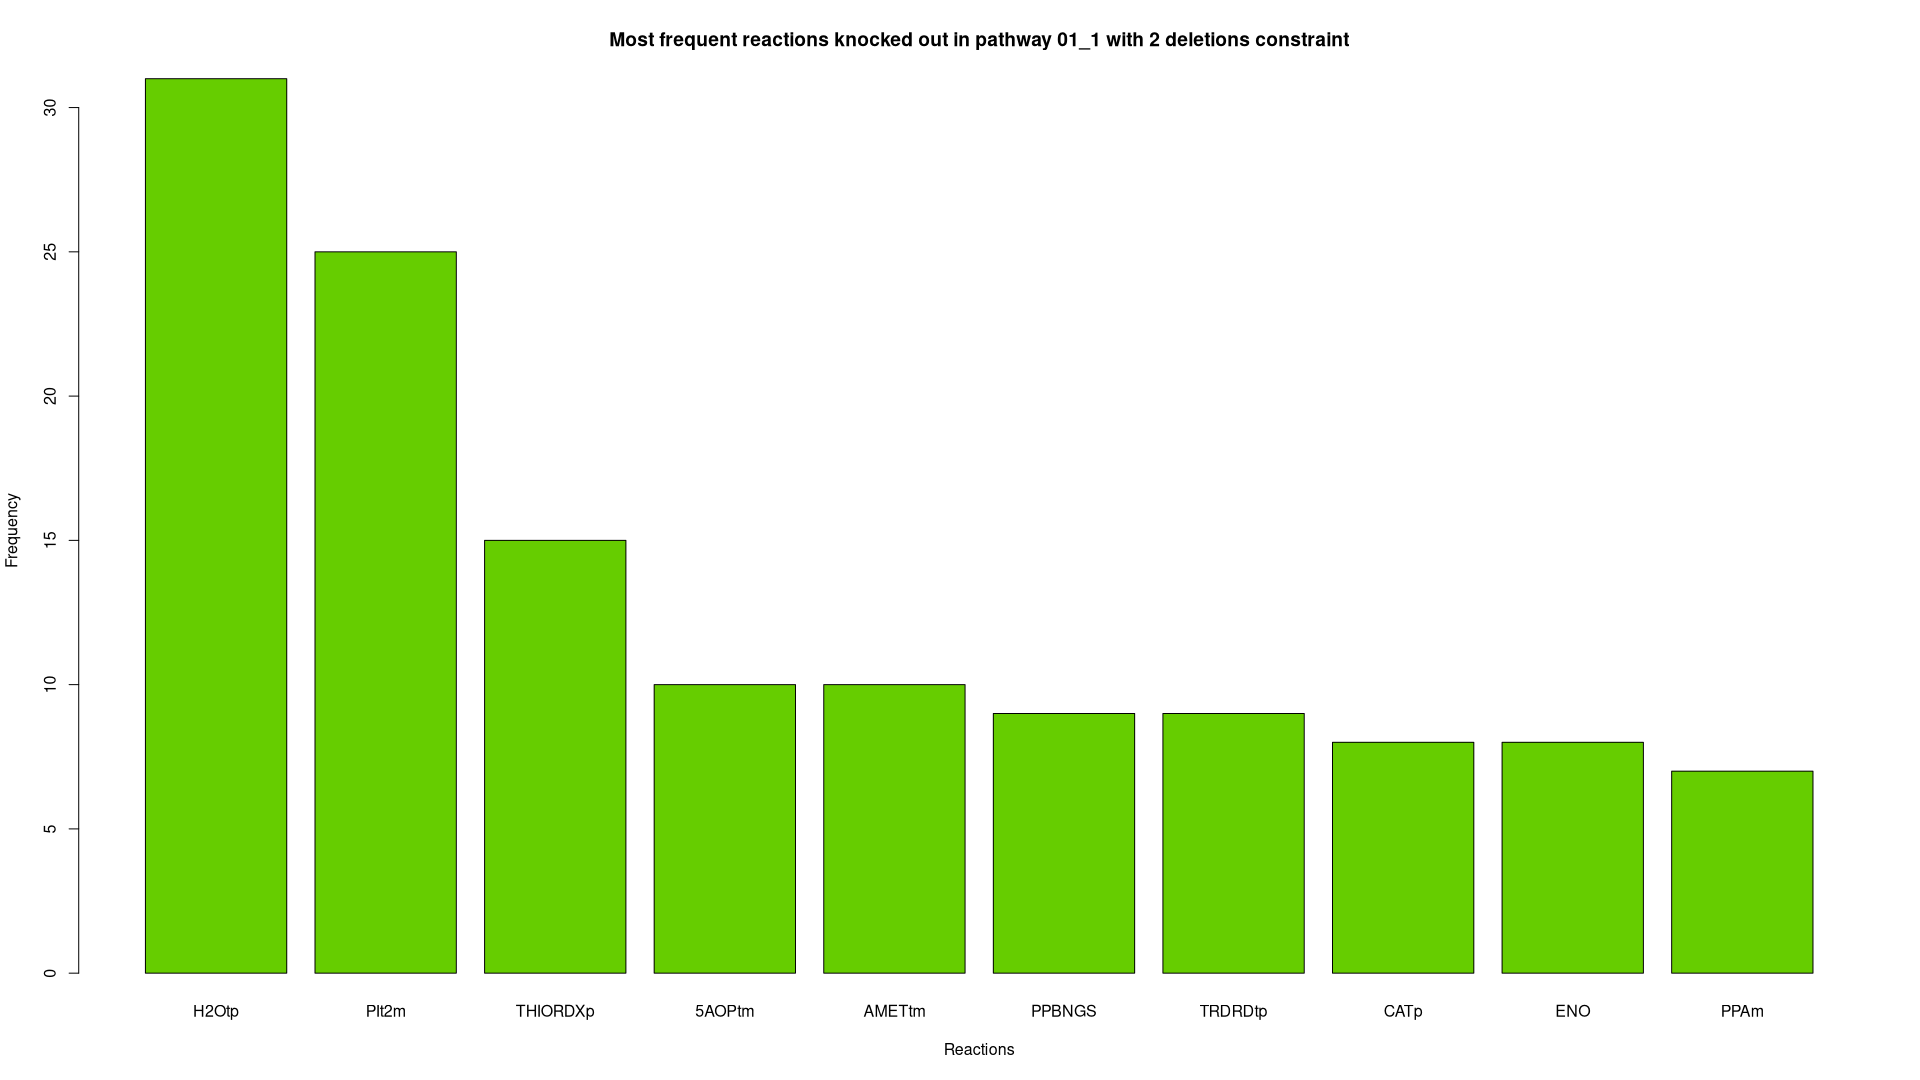 Most frequent reactions knocked out in pathway 01_1 with 2 deletions constraint
30
25
20
15
10
5
0
Frequency
H2Otp PIt2m THIORDXp 5AOPtm AMETtm PPBNGS TRDRDtp CATp ENO PPAm
Reactions